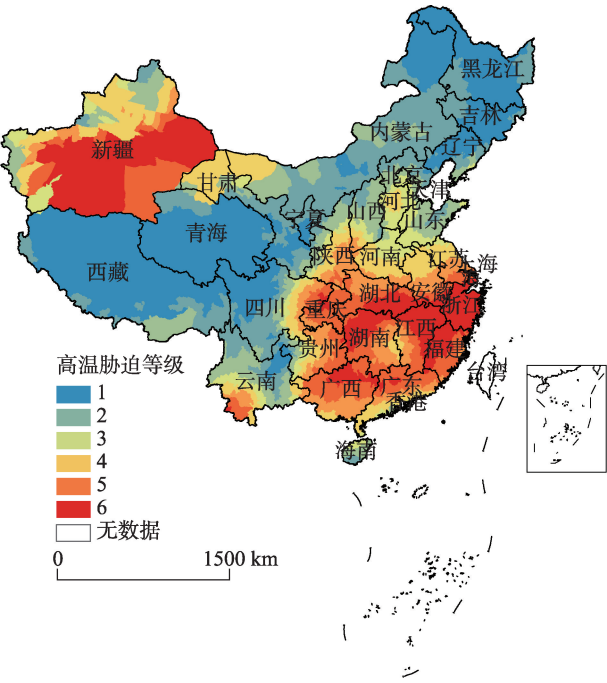 黑龙江
吉林
内蒙古
辽宁
新疆
北京
甘肃
天津
河北
山西
宁夏
山东
青海
陕西
河南
江苏
上海
西藏
四川
重庆
湖北
安徽
浙江
江西
湖南
贵州
福建
台湾
云南
广西
广东
香港
海南
高温胁迫等级
1
2
3
4
5
6
无数据
0 1500 km